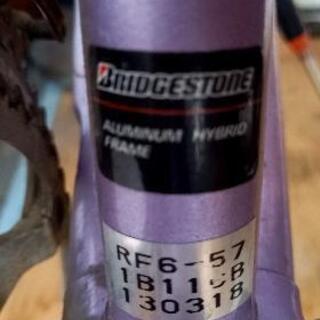 BRIDGESTONE
ALUMINUM HYBRID
FRAME
RF6-57
130318